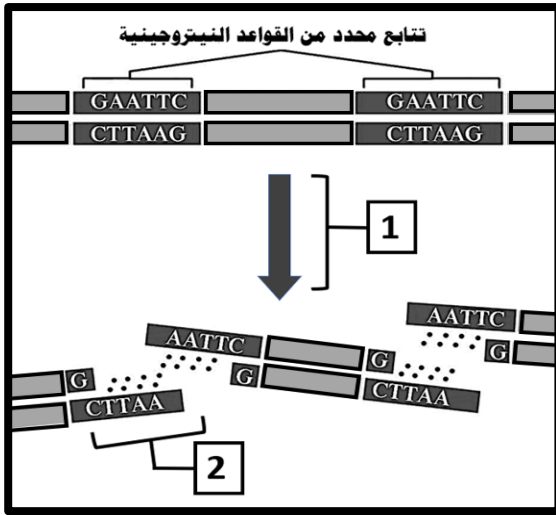 تتابع محدد من القواعد النيتروجينية
GAATTC GAATTC
CTTAAG CTTAAG
1
AATTC
AATTC
G
G
G
G
CTTAA
CTTAA
2